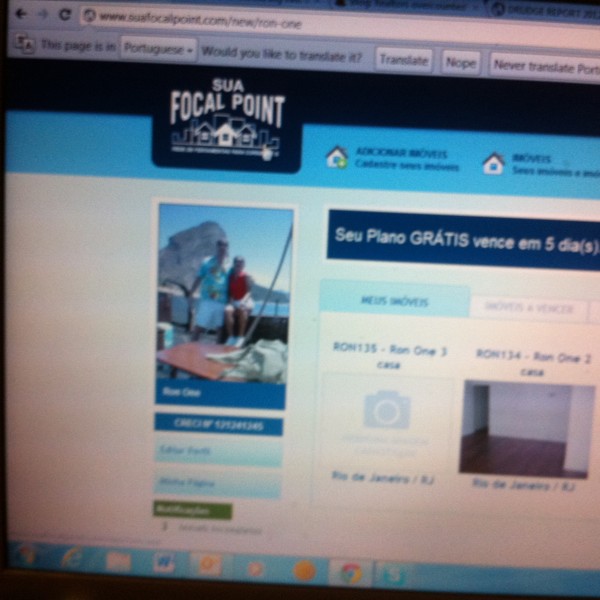 www.suafocalpoint.com/new/ron-one
DRUDGE REPORT 201
This page is in Portuguese Would you like to translate it? Translate Nope Never translate Port
SUA
FOCAL POINT
ADICIONAR IMÓVEIS
Cadastre seus imóveis
IMÓVEIS
Seus imóveis e imó
Seu Plano GRÁTIS vence em 5 dia(s)
MEUS IMÓVEIS
IMÓVEIS A VENCER
RON135 - Ron One 3
casa
RON134 - Ron One 2
casa
Ron One
CRECI Nº 121241245
Editar Perfil
Minha Página
Rio de Janeiro / RJ
Rio de Janeiro / RJ
Notificações